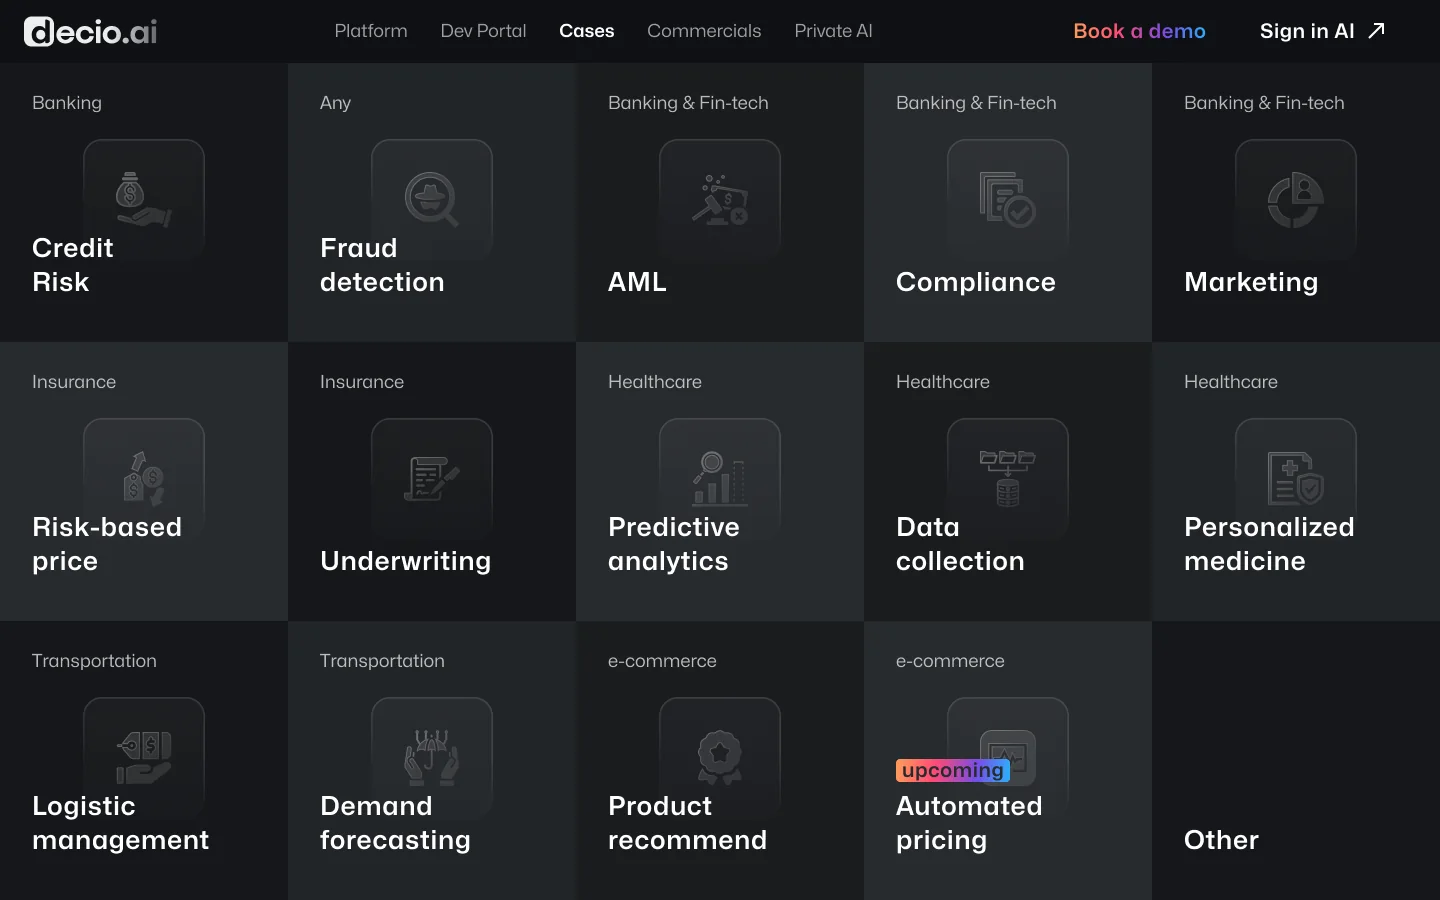 decio.ai
Platform
Dev Portal
Cases
Commercials
Private AI
Book a demo
Sign in AI
Banking
Credit
Risk
Any
Fraud
detection
Banking & Fin-tech
AML
Banking & Fin-tech
Compliance
Banking & Fin-tech
Marketing
Insurance
Risk-based
price
Insurance
Underwriting
Healthcare
Predictive
analytics
Healthcare
Data
collection
Healthcare
Personalized
medicine
Transportation
Logistic
management
Transportation
Demand
forecasting
e-commerce
Product
recommend
e-commerce
upcoming
Automated
pricing
Other